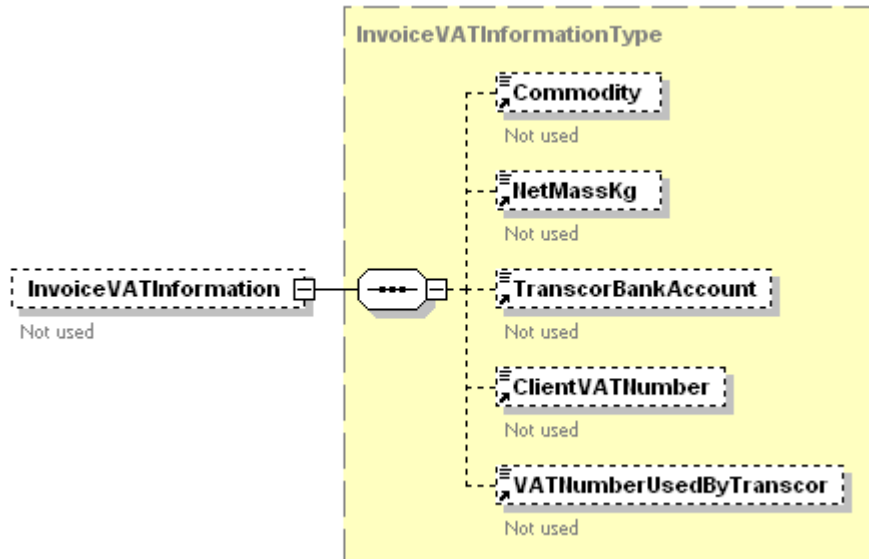 InvoiceVATInformationType
Commodity
Not used
NetMassKg
Not used
InvoiceVATInformation
Not used
TranscorBankAccount
Not used
ClientVATNumber
Not used
VATNumberUsedByTranscor
Not used